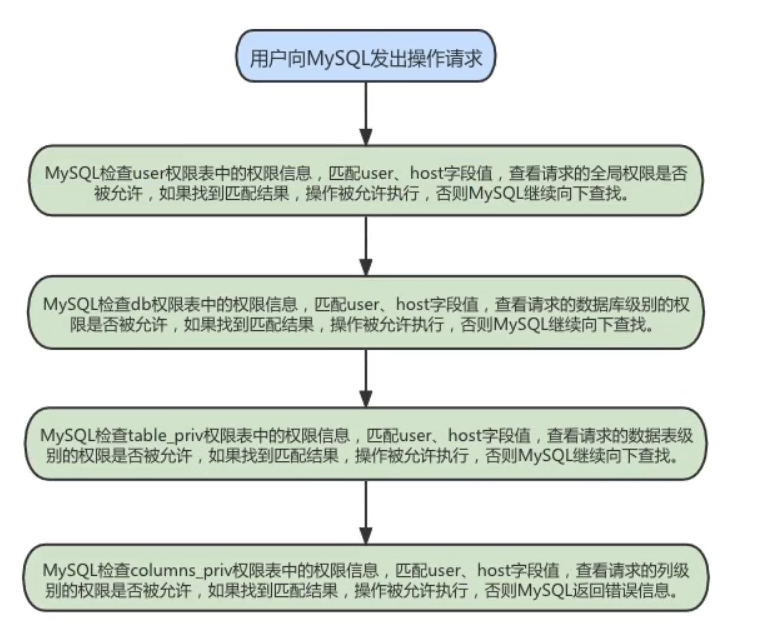 用户向MySQL发出操作请求
MySQL检查user权限表中的权限信息，匹配user、host字段值，查看请求的全局权限是否
被允许，如果找到匹配结果，操作被允许执行，否则MySQL继续向下查找。
MySQL检查db权限表中的权限信息，匹配user、host字段值，查看请求的数据库级别的权
限是否被允许，如果找到匹配结果，操作被允许执行，否则MySQL继续向下查找。
MySQL检查table_priv权限表中的权限信息，匹配user、host字段值，查看请求的数据表级
别的权限是否被允许，如果找到匹配结果，操作被允许执行，否则MySQL继续向下查找。
MySQL检查columns_priv权限表中的权限信息，匹配user、host字段值，查看请求的列级
别的权限是否被允许，如果找到匹配结果，操作被允许执行，否则MySQL返回错误信息。